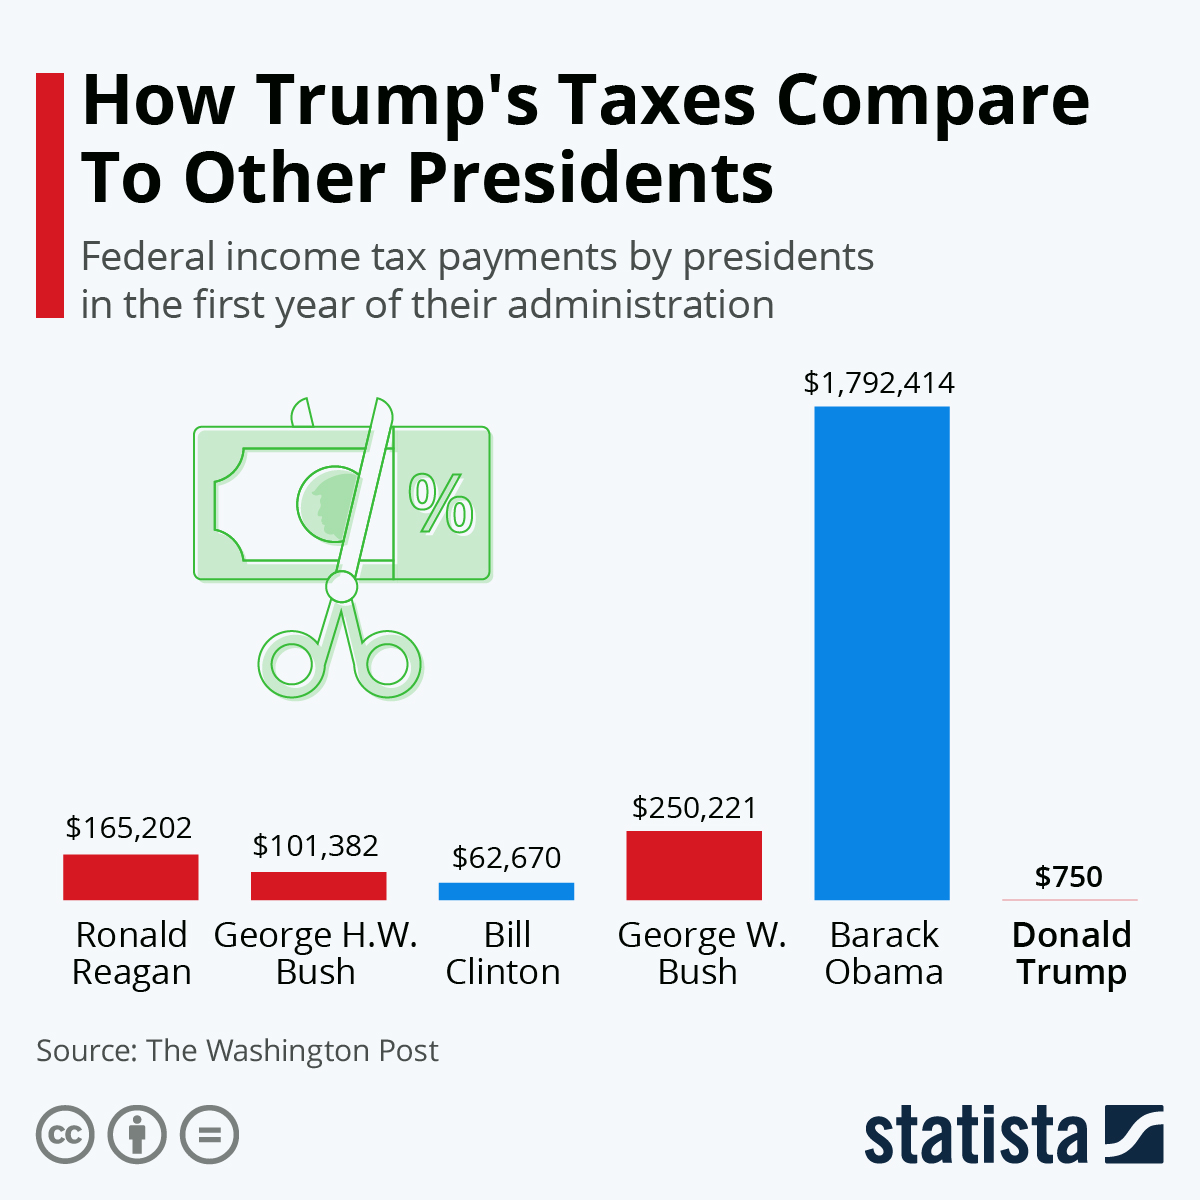 How Trump's Taxes Compare
To Other Presidents
Federal income tax payments by presidents
in the first year of their administration
%
$165,202
$101,382
$62,670
$250,221
$1,792,414
$750
Ronald
Reagan
George H.W.
Bush
Bill
Clinton
George W.
Bush
Barack
Obama
Donald
Trump
Source: The Washington Post
cc
=
statista